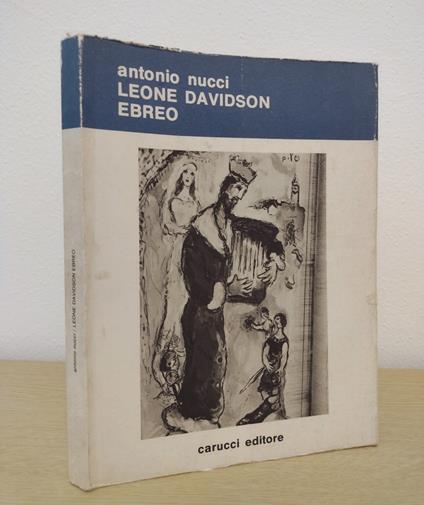 antonio nucci
LEONE DAVIDSON
EBREO
carucci editore
antonio nucci / LEONE DAVIDSON EBREO